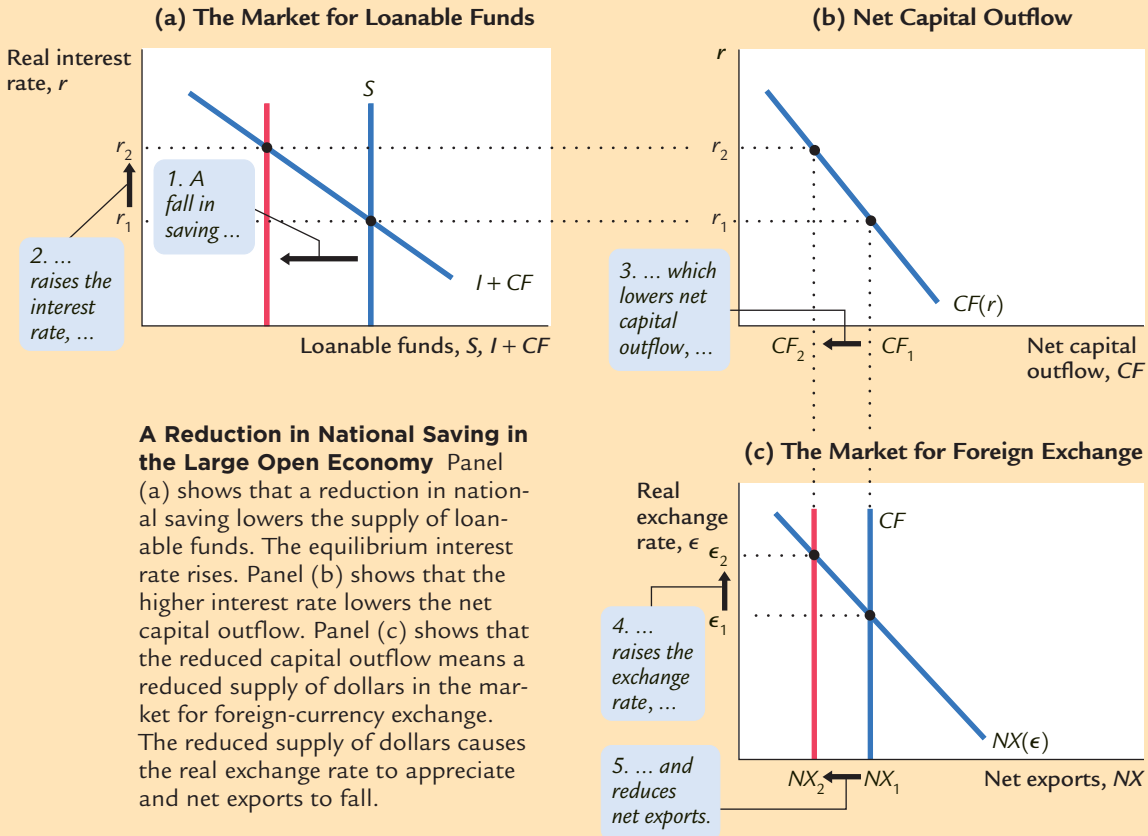 (a) The Market for Loanable Funds
Real interest
rate, r
S
r₂
r₁
1. A
fall in
saving ...
2. ...
raises the
interest
rate, ...
I + CF
Loanable funds, S, I + CF
(b) Net Capital Outflow
r
r₂
r₁
3. ... which
lowers net
capital
outflow, ...
CF(r)
CF₂
CF₁
Net capital
outflow, CF
A Reduction in National Saving in
the Large Open Economy Panel
(a) shows that a reduction in nation-
al saving lowers the supply of loan-
able funds. The equilibrium interest
rate rises. Panel (b) shows that the
higher interest rate lowers the net
capital outflow. Panel (c) shows that
the reduced capital outflow means a
reduced supply of dollars in the mar-
ket for foreign-currency exchange.
The reduced supply of dollars causes
the real exchange rate to appreciate
and net exports to fall.
(c) The Market for Foreign Exchange
Real
exchange
rate, ϵ
CF
ϵ₂
ϵ₁
4. ...
raises the
exchange
rate, ...
NX(ϵ)
5. ... and
reduces
net exports.
NX₂
NX₁
Net exports, NX